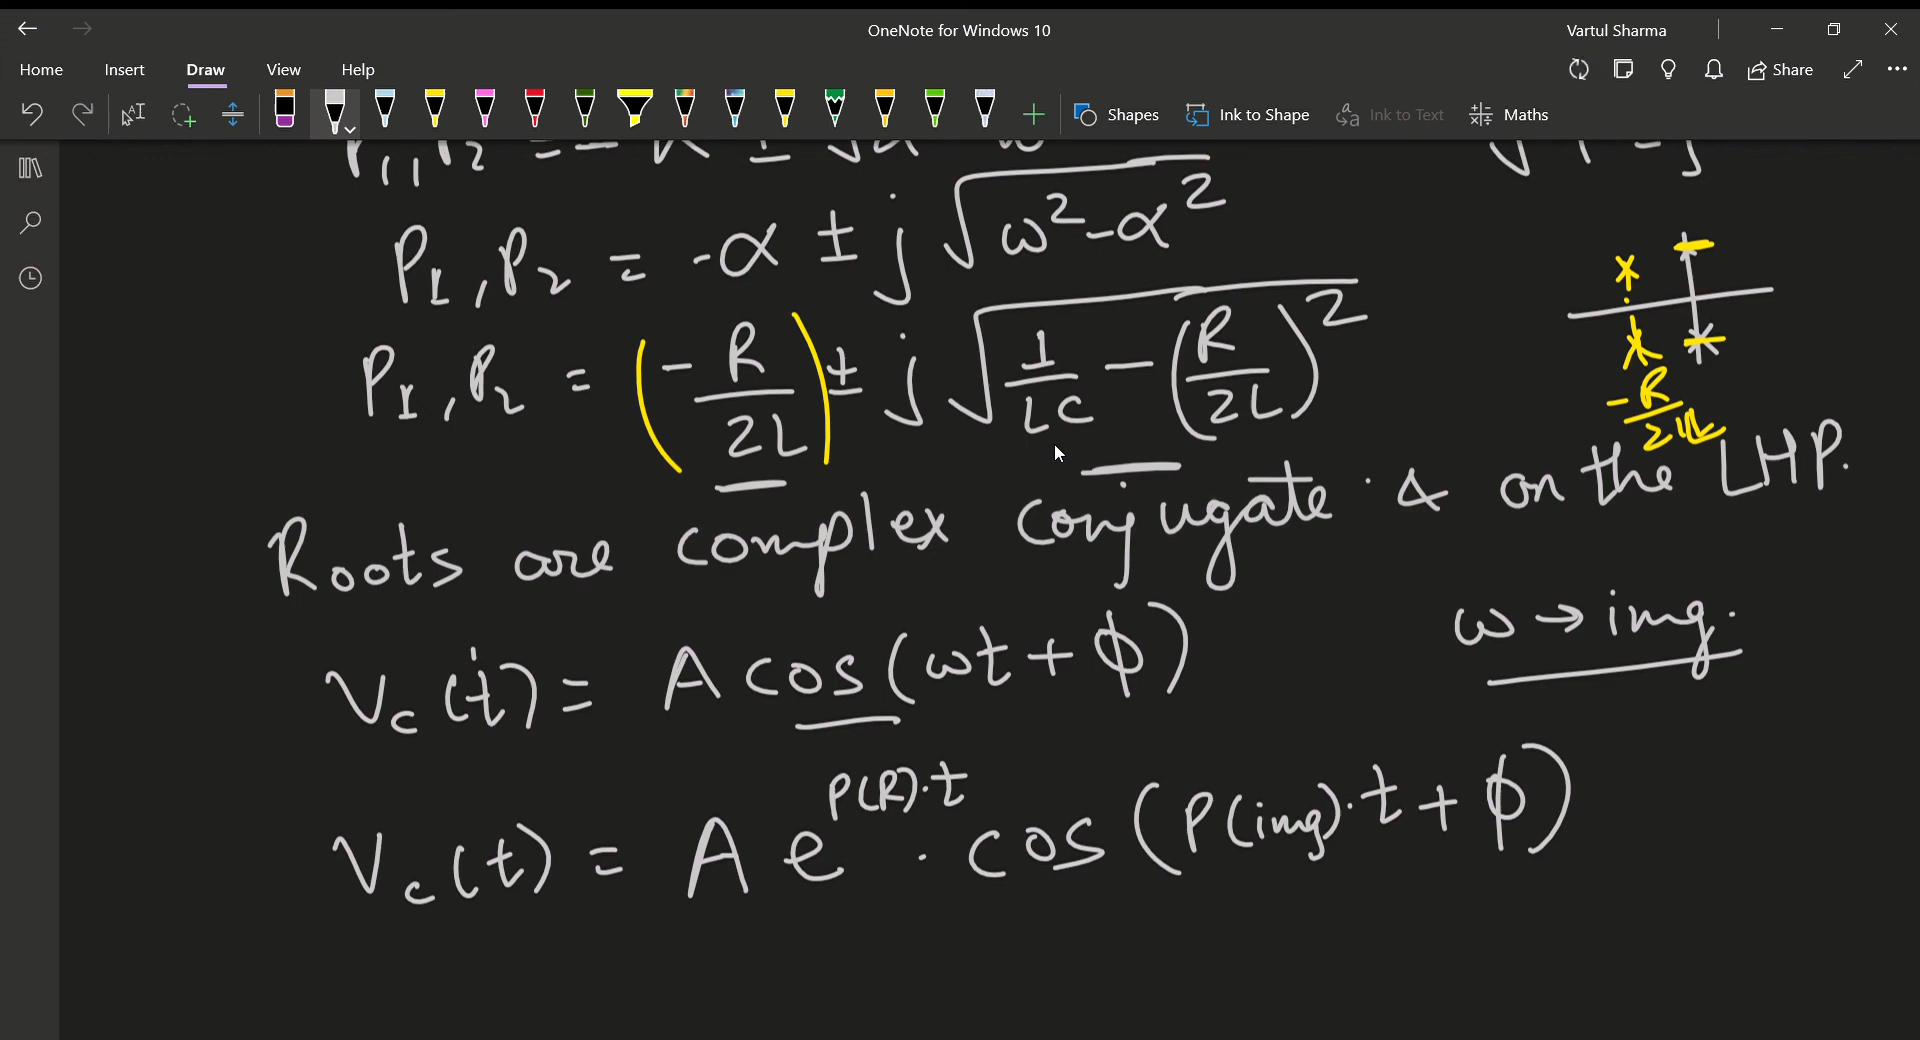 OneNote for Windows 10
Vartul Sharma
Home Insert Draw View Help
Share
Shapes Ink to Shape Ink to Text Maths
P1, P2 = -α ± j√(ω² - α²)
P1, P2 = (-R/2L) ± j√(1/LC - (R/2L)²)
-R/2L
Roots are complex conjugate & on the LHP.
ω → img.
Vc(t) = A cos(ωt + φ)
Vc(t) = A e^P(R)·t · cos(P(img)·t + φ)